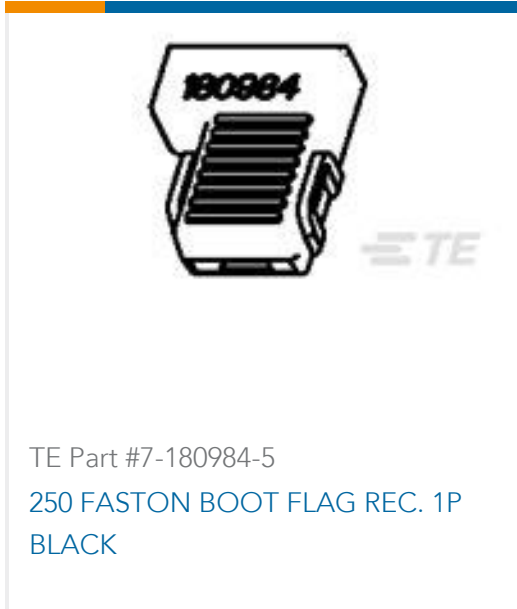 180984
TE
TE Part #7-180984-5
250 FASTON BOOT FLAG REC. 1P
BLACK